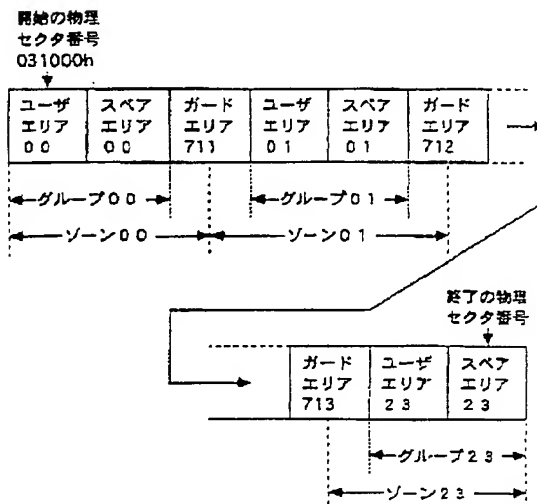 開始の物理
セクタ番号
031000h
ユーザ
エリア
00
スペア
エリア
00
ガード
エリア
711
ユーザ
エリア
01
スペア
エリア
01
ガード
エリア
712
グループ00
グループ01
ゾーン00
ゾーン01
終了の物理
セクタ番号
ガード
エリア
713
ユーザ
エリア
23
スペア
エリア
23
グループ23
ゾーン23